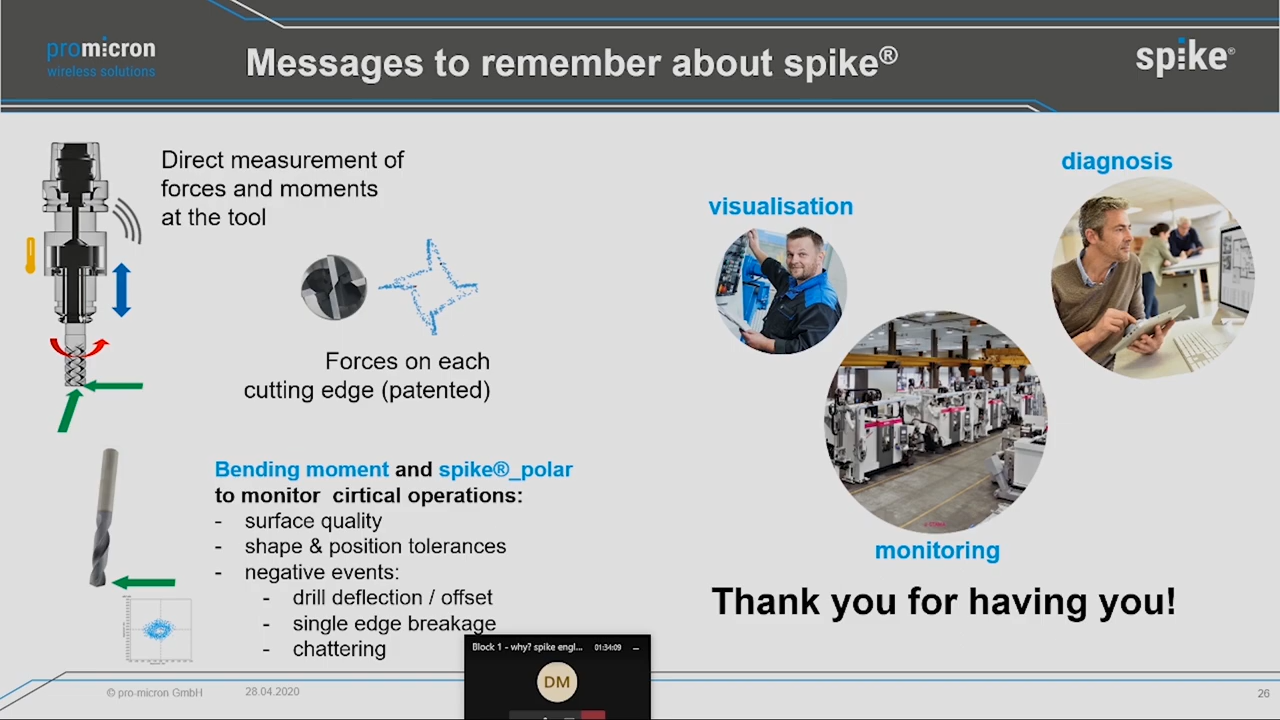 promicron
wireless solutions
Messages to remember about spike®
spike®
Direct measurement of
forces and moments
at the tool
Forces on each
cutting edge (patented)
Bending moment and spike®_polar
to monitor cirtical operations:
- surface quality
- shape & position tolerances
- negative events:
- drill deflection / offset
- single edge breakage
- chattering
visualisation
diagnosis
monitoring
Thank you for having you!
Block 1 - why? spike engl... 01:34:09
DM
© pro-micron GmbH 28.04.2020
26